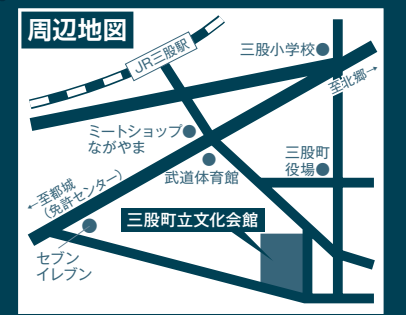 周辺地図
JR三股駅
三股小学校
至北郷→
ミートショップ
ながやま
武道体育館
三股町
役場
←至都城
（免許センター）
三股町立文化会館
セブン
イレブン